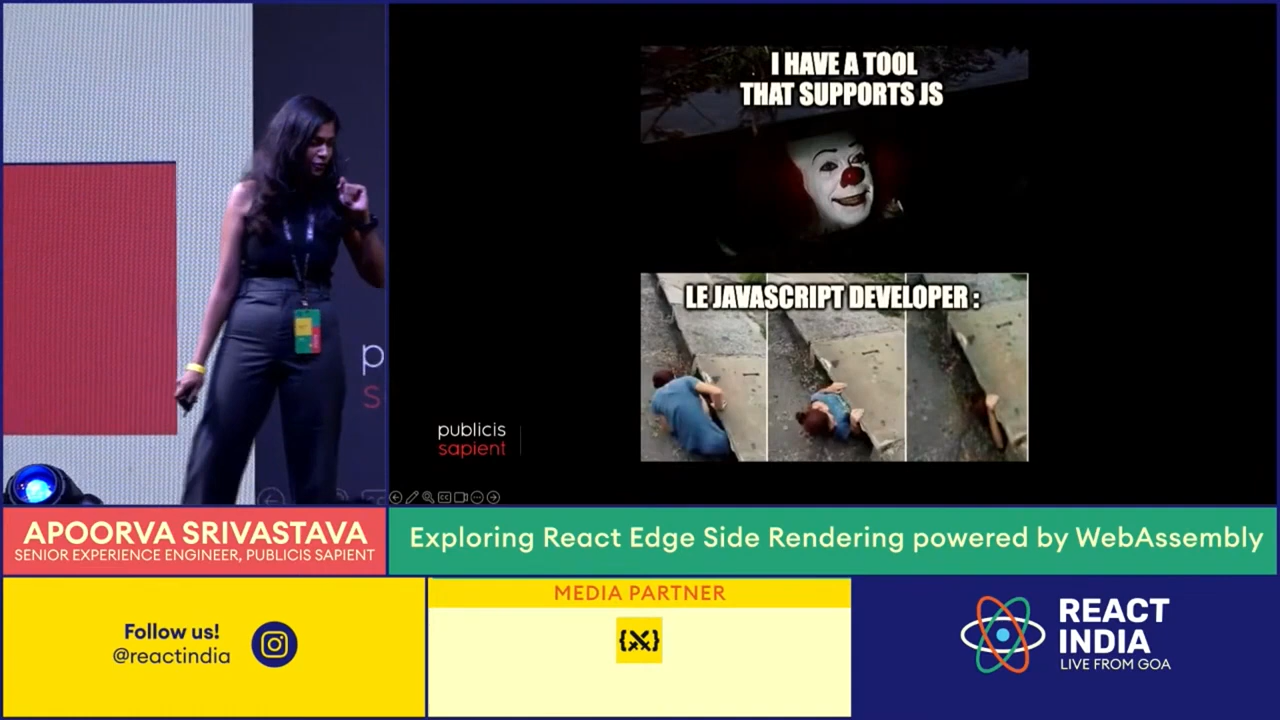 I HAVE A TOOL
THAT SUPPORTS JS
LE JAVASCRIPT DEVELOPER :
publicis
sapient
p
s
APOORVA SRIVASTAVA
SENIOR EXPERIENCE ENGINEER, PUBLICIS SAPIENT
Exploring React Edge Side Rendering powered by WebAssembly
Follow us!
@reactindia
MEDIA PARTNER
{X}
REACT
INDIA
LIVE FROM GOA